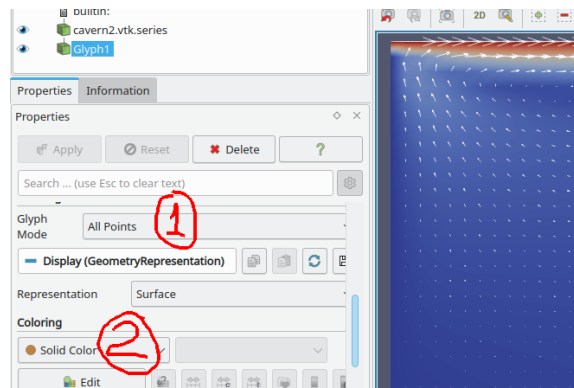 builtin:
cavern2.vtk.series
Glyph1
Properties Information
Properties
Apply Reset Delete ?
Search ... (use Esc to clear text)
Glyph Mode All Points 1
Display (GeometryRepresentation)
Representation Surface
Coloring
Solid Color 2
Edit
2D